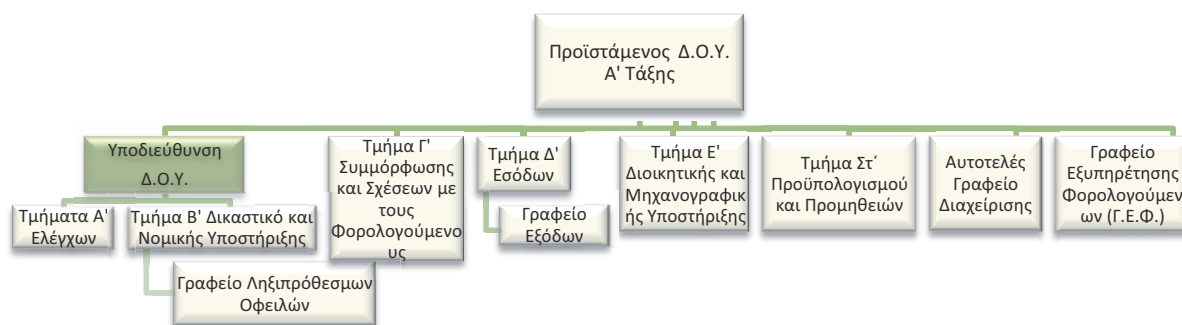 Προϊστάμενος Δ.Ο.Υ.
Α' Τάξης
Υποδιεύθυνση
Δ.Ο.Υ.
Τμήματα Α'
Ελέγχων
Τμήμα Β' Δικαστικό και
Νομικής Υποστήριξης
Γραφείο Ληξιπρόθεσμων
Οφειλών
Τμήμα Γ'
Συμμόρφωσης
και Σχέσεων με
τους
Φορολογούμενο
υς
Τμήμα Δ'
Εσόδων
Γραφείο
Εξόδων
Τμήμα Ε'
Διοικητικής και
Μηχανογραφικ
ής Υποστήριξης
Τμήμα Στ΄
Προϋπολογισμού
και Προμηθειών
Αυτοτελές
Γραφείο
Διαχείρισης
Γραφείο
Εξυπηρέτησης
Φορολογούμεν
ων (Γ.Ε.Φ.)